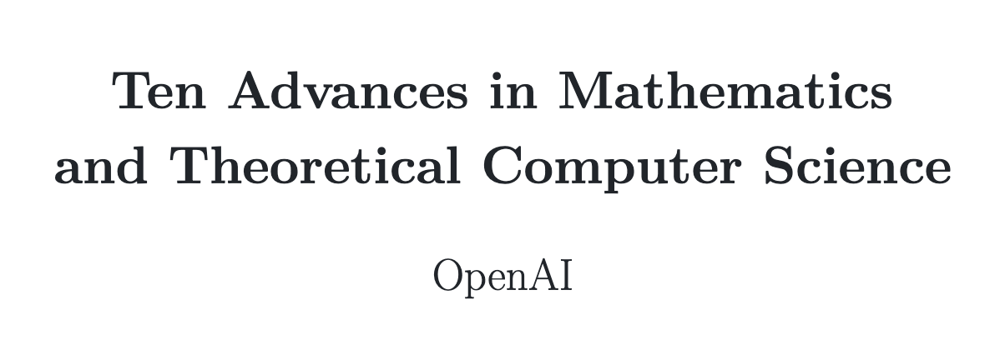 Ten Advances in Mathematics
and Theoretical Computer Science
OpenAI